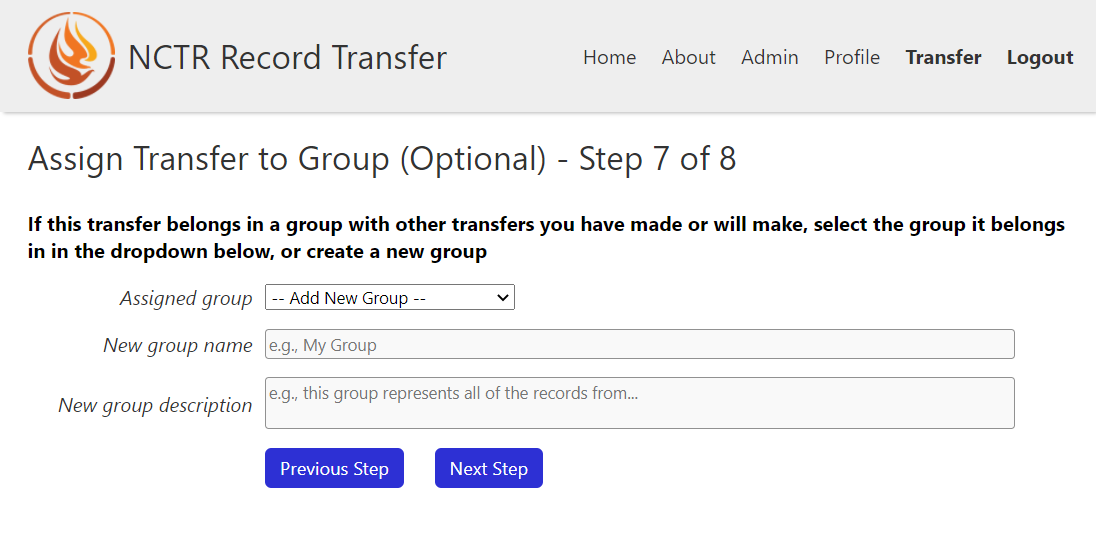 NCTR Record Transfer
Home About Admin Profile Transfer Logout
Assign Transfer to Group (Optional) - Step 7 of 8
If this transfer belongs in a group with other transfers you have made or will make, select the group it belongs
in in the dropdown below, or create a new group
Assigned group -- Add New Group --
New group name e.g., My Group
New group description e.g., this group represents all of the records from...
Previous Step Next Step